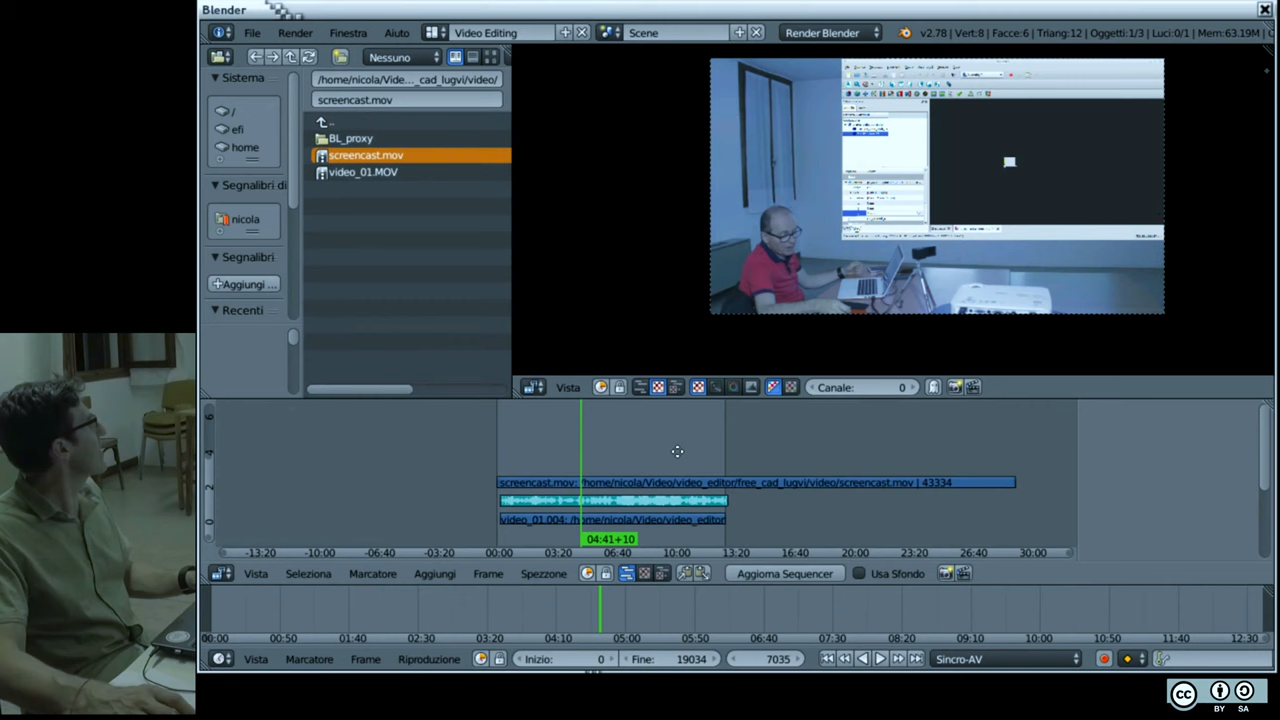 Blender
File Render Finestra Aiuto Video Editing Scene Render Blender v2.78 | Vert:8 | Facce:6 | Triang:12 | Oggetti:1/3 | Luci:0/1 | Mem:63.19M
Nessuno
Sistema
/home/nicola/Vide..._cad_lugvi/video/
screencast.mov
/
efi
home
..
BL_proxy
screencast.mov
video_01.MOV
Segnalibri di
nicola
Segnalibri
Aggiungi ...
Recenti
Vista Canale: 0
6
4
2
0
screencast.mov: /home/nicola/Video/video_editor/free_cad_lugvi/video/screencast.mov | 43334
video_01.004: /home/nicola/Video/video_editor
04:41+10
-13:20 -10:00 -06:40 -03:20 00:00 03:20 06:40 10:00 13:20 16:40 20:00 23:20 26:40 30:00
Vista Seleziona Marcatore Aggiungi Frame Spezzone Aggiorna Sequencer Usa Sfondo
00:00 00:50 01:40 02:30 03:20 04:10 05:00 05:50 06:40 07:30 08:20 09:10 10:00 10:50 11:40 12:30
Vista Marcatore Frame Riproduzione Inizio: 0 Fine: 19034 7035 Sincro-AV
cc BY SA